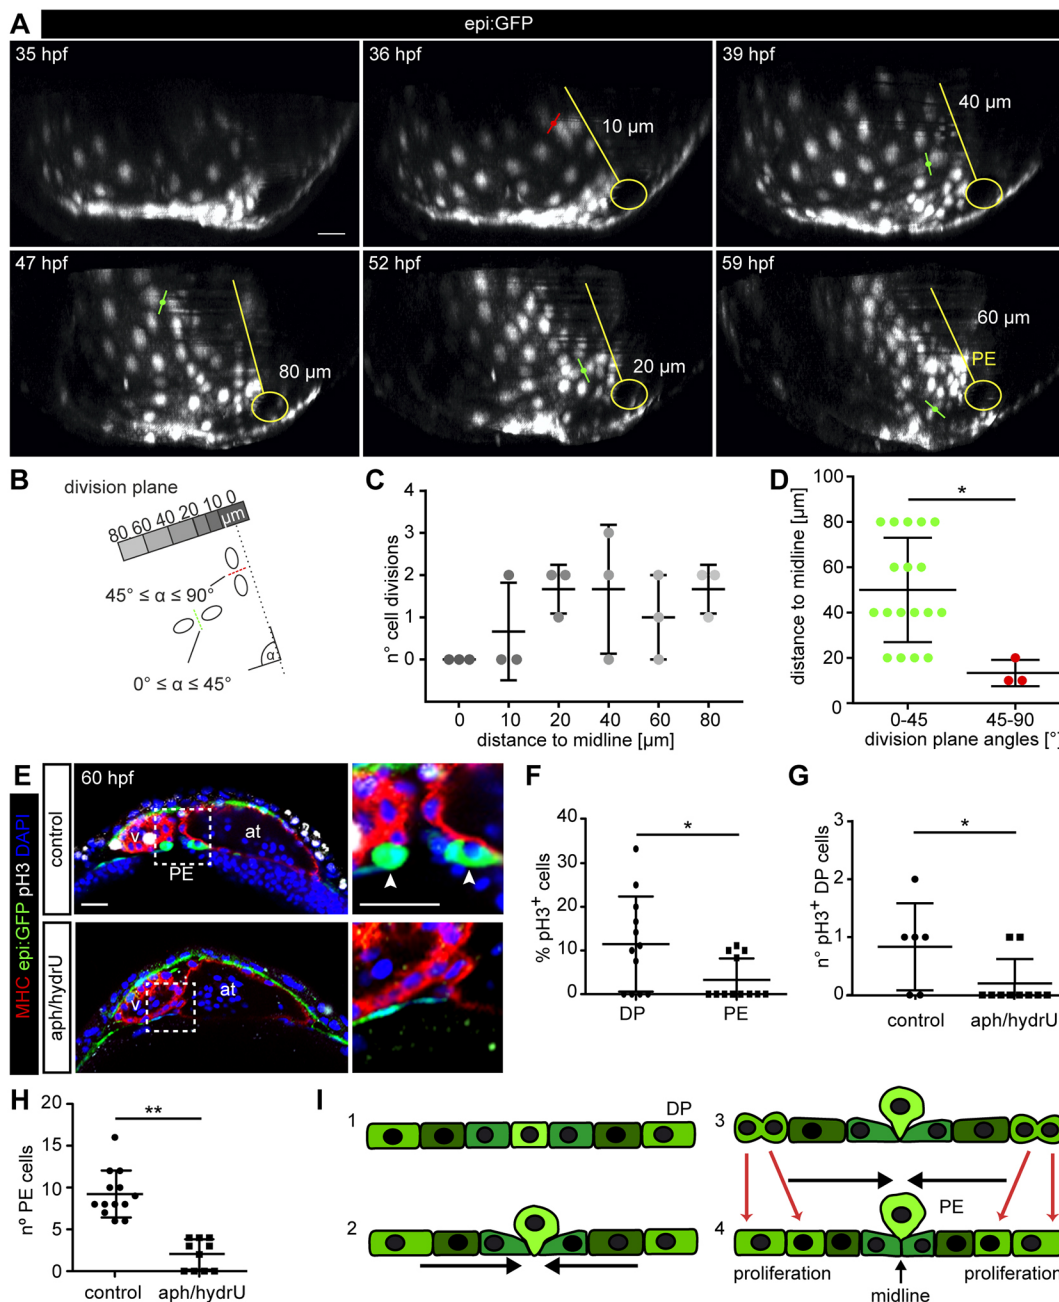 A
epi:GFP
35 hpf
36 hpf
10 µm
39 hpf
40 µm
47 hpf
80 µm
52 hpf
20 µm
59 hpf
60 µm
PE
B
division plane
80 60 40 20 10 0
µm
45° ≤ α ≤ 90°
0° ≤ α ≤ 45°
α
C
n° cell divisions
4
3
2
1
0
0 10 20 40 60 80
distance to midline [µm]
D
distance to midline [µm]
100
80
60
40
20
0
*
0-45 45-90
division plane angles [°]
E
MHC epi:GFP pH3 DAPI
control
60 hpf
v
at
PE
aph/hydrU
v
at
F
% pH3+ cells
40
30
20
10
0
*
DP PE
G
n° pH3+ DP cells
4
3
2
1
0
*
control aph/hydrU
H
nº PE cells
20
15
10
5
0
**
control aph/hydrU
I
1
DP
2
3
PE
4
proliferation
midline
proliferation